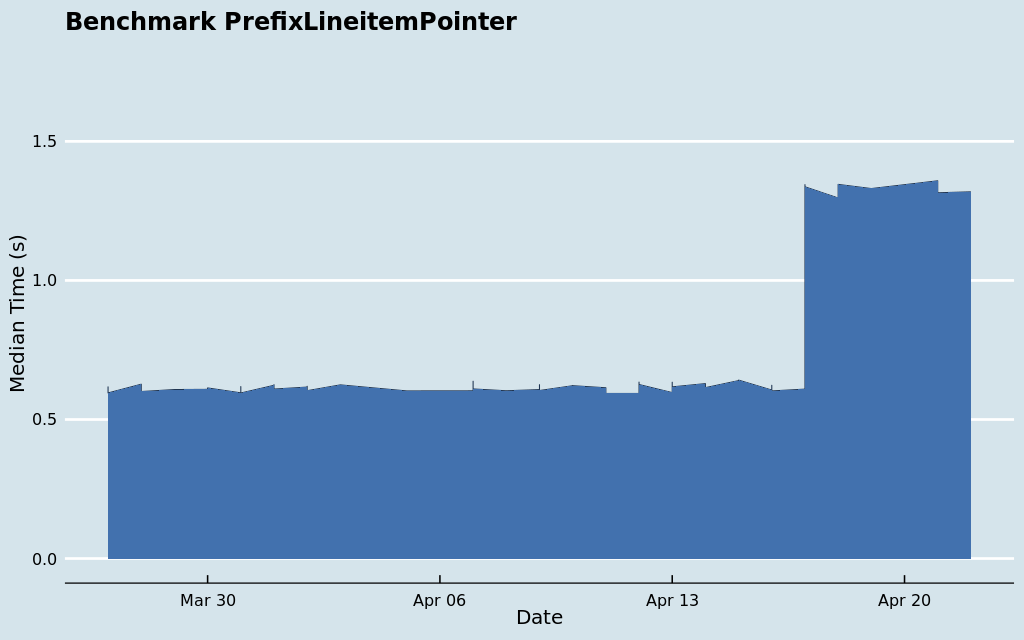 Benchmark PrefixLineitemPointer
Median Time (s)
1.5
1.0
0.5
0.0
Mar 30
Apr 06
Apr 13
Apr 20
Date